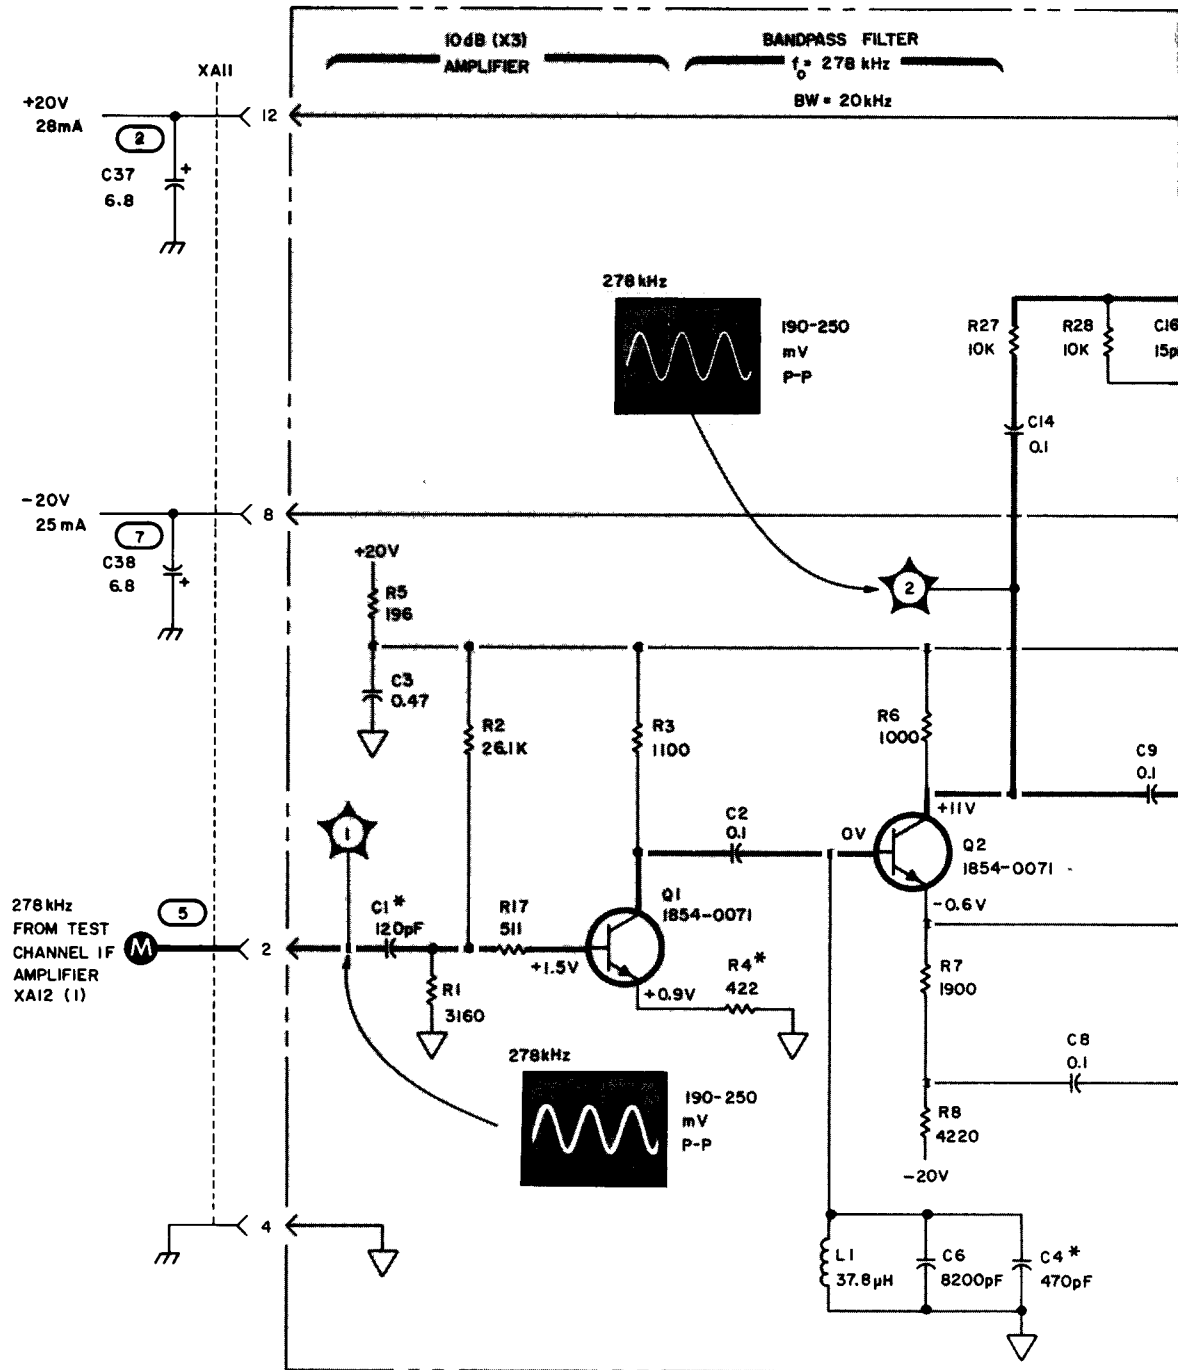 10dB (X3)
AMPLIFIER
BANDPASS FILTER
fo= 278 kHz
BW = 20kHz
XA11
+20V
28mA
2
12
C37
6.8
+
278kHz
190-250
mV
P-P
R27
10K
R28
10K
C16
15p
C14
0.1
-20V
25mA
7
8
C38
6.8
+
+20V
R5
196
2
C3
0.47
R2
26.1K
R3
1100
R6
1000
C9
0.1
+11V
1
C2
0.1
0V
Q2
1854-0071
-0.6V
278kHz
FROM TEST
CHANNEL IF
AMPLIFIER
XA12 (1)
5
M
2
C1*
120pF
R17
511
Q1
1854-0071
+1.5V
+0.9V
R4*
422
R1
3160
R7
1900
C8
0.1
278kHz
190-250
mV
P-P
R8
4220
-20V
4
L1
37.8μH
C6
8200pF
C4*
470pF